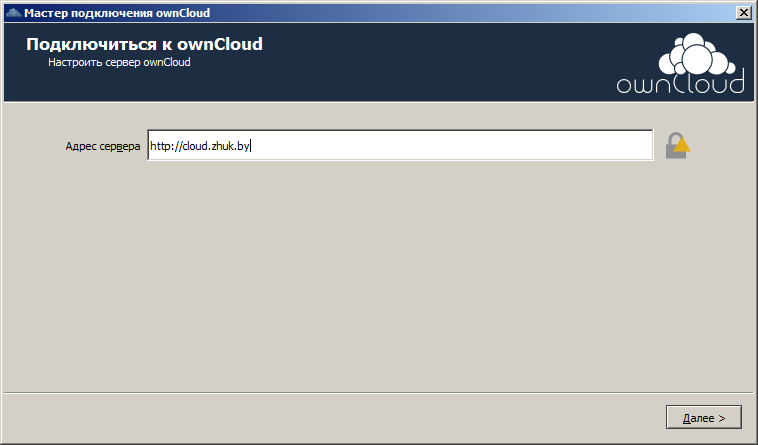 Мастер подключения ownCloud
Подключиться к ownCloud
Настроить сервер ownCloud
ownCloud
Адрес сервера
http://cloud.zhuk.by
Далее >